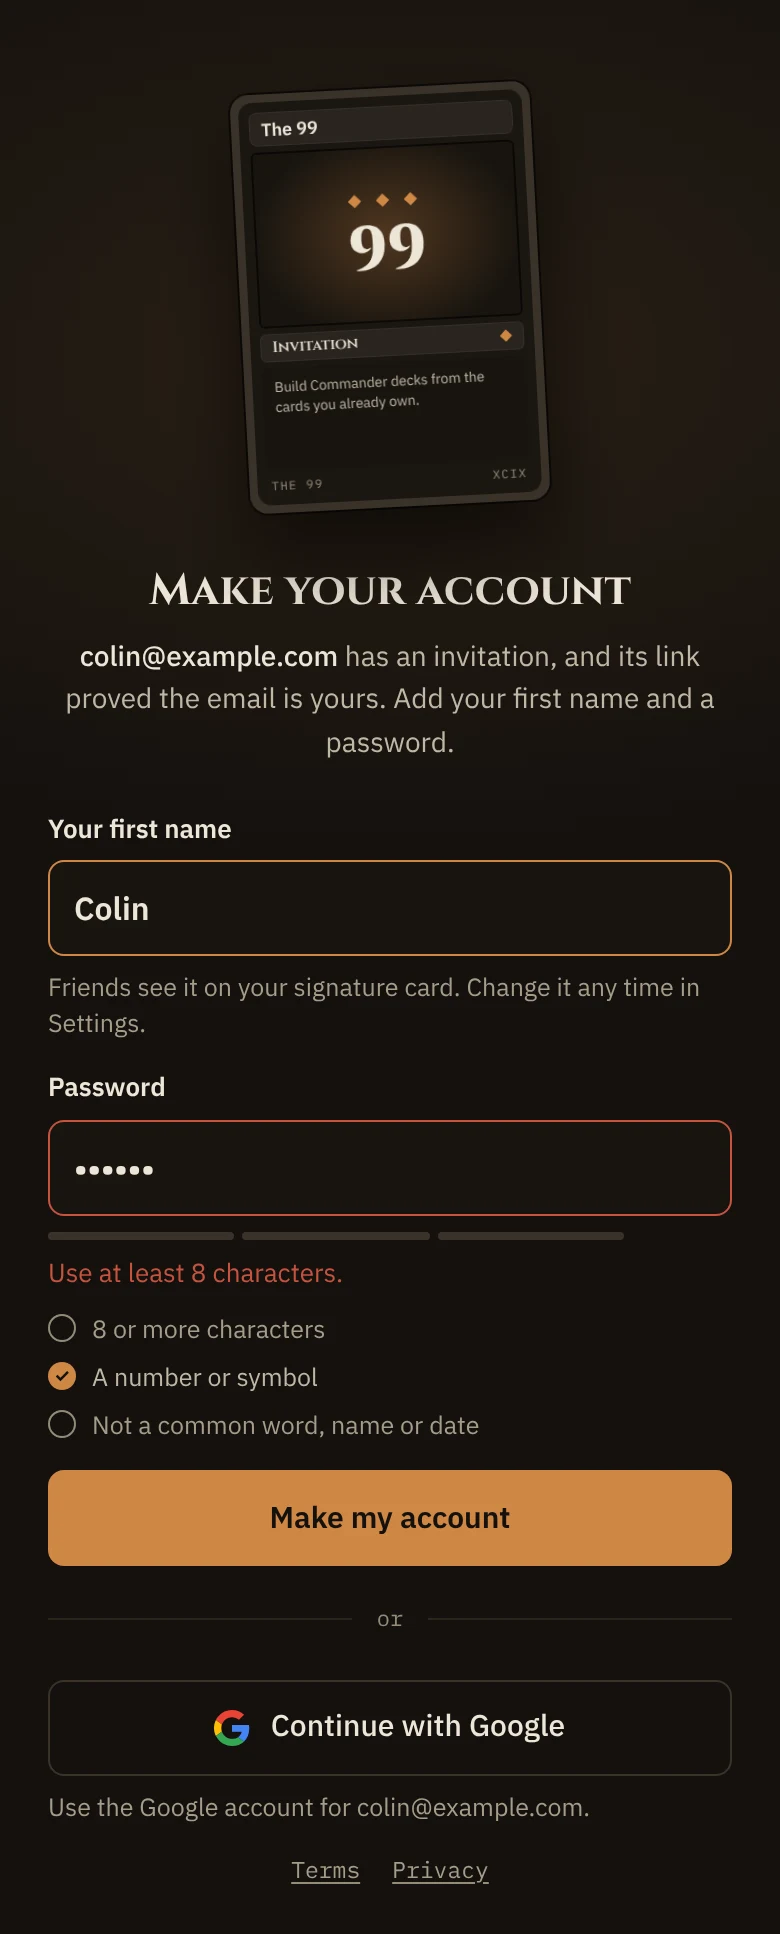 The 99
99
Invitation
Build Commander decks from the
cards you already own.
THE 99
XCIX
Make your account
colin@example.com has an invitation, and its link
proved the email is yours. Add your first name and a
password.
Your first name
Colin
Friends see it on your signature card. Change it any time in
Settings.
Password
••••••
Use at least 8 characters.
8 or more characters
A number or symbol
Not a common word, name or date
Make my account
or
Continue with Google
Use the Google account for colin@example.com.
Terms Privacy